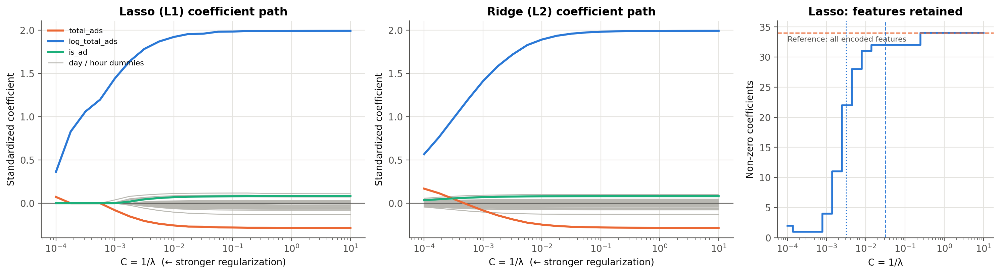 Lasso (L1) coefficient path
Standardized coefficient
2.0
1.5
1.0
0.5
0.0
total_ads
log_total_ads
is_ad
day / hour dummies
10⁻⁴ 10⁻³ 10⁻² 10⁻¹ 10⁰ 10¹
C = 1/λ (← stronger regularization)
Ridge (L2) coefficient path
Standardized coefficient
2.0
1.5
1.0
0.5
0.0
10⁻⁴ 10⁻³ 10⁻² 10⁻¹ 10⁰ 10¹
C = 1/λ (← stronger regularization)
Lasso: features retained
Non-zero coefficients
35
30
25
20
15
10
5
0
Reference: all encoded features
10⁻⁴ 10⁻³ 10⁻² 10⁻¹ 10⁰ 10¹
C = 1/λ